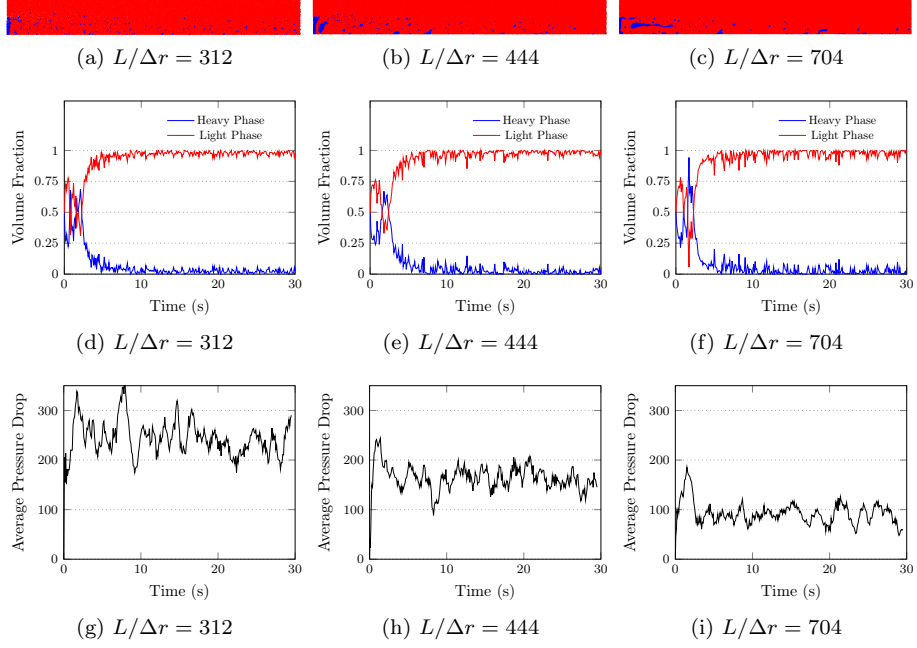 (a) L/Δr = 312
(b) L/Δr = 444
(c) L/Δr = 704
Heavy Phase
Light Phase
1
0.75
0.5
0.25
0
0
10
20
30
Volume Fraction
Time (s)
Heavy Phase
Light Phase
1
0.75
0.5
0.25
0
0
10
20
30
Volume Fraction
Time (s)
Heavy Phase
Light Phase
1
0.75
0.5
0.25
0
0
10
20
30
Volume Fraction
Time (s)
(d) L/Δr = 312
(e) L/Δr = 444
(f) L/Δr = 704
300
200
100
0
0
10
20
30
Average Pressure Drop
Time (s)
300
200
100
0
0
10
20
30
Average Pressure Drop
Time (s)
300
200
100
0
0
10
20
30
Average Pressure Drop
Time (s)
(g) L/Δr = 312
(h) L/Δr = 444
(i) L/Δr = 704